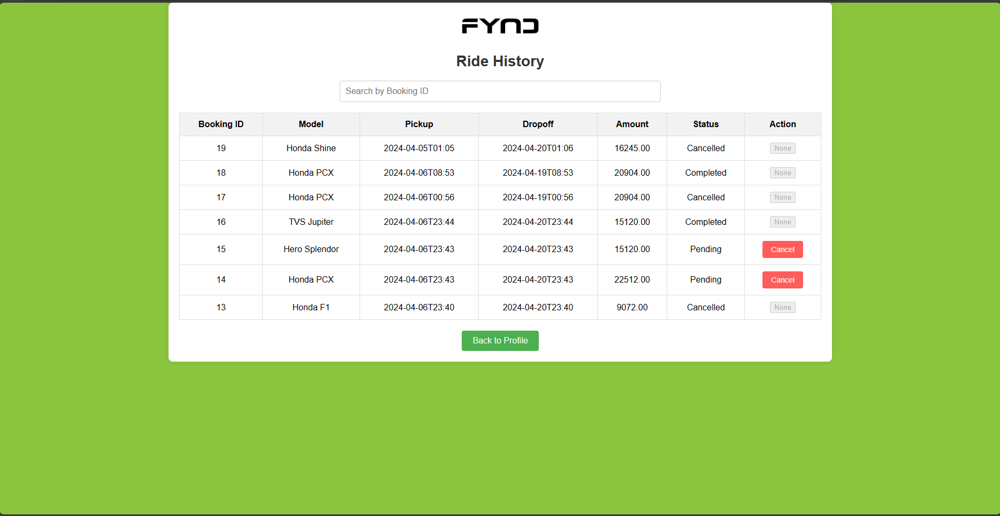 FYND
Ride History
Search by Booking ID
Booking ID Model Pickup Dropoff Amount Status Action
19 Honda Shine 2024-04-05T01:05 2024-04-20T01:06 16245.00 Cancelled None
18 Honda PCX 2024-04-06T08:53 2024-04-19T08:53 20904.00 Completed None
17 Honda PCX 2024-04-06T00:56 2024-04-19T00:56 20904.00 Cancelled None
16 TVS Jupiter 2024-04-06T23:44 2024-04-20T23:44 15120.00 Completed None
15 Hero Splendor 2024-04-06T23:43 2024-04-20T23:43 15120.00 Pending Cancel
14 Honda PCX 2024-04-06T23:43 2024-04-20T23:43 22512.00 Pending Cancel
13 Honda F1 2024-04-06T23:40 2024-04-20T23:40 9072.00 Cancelled None
Back to Profile